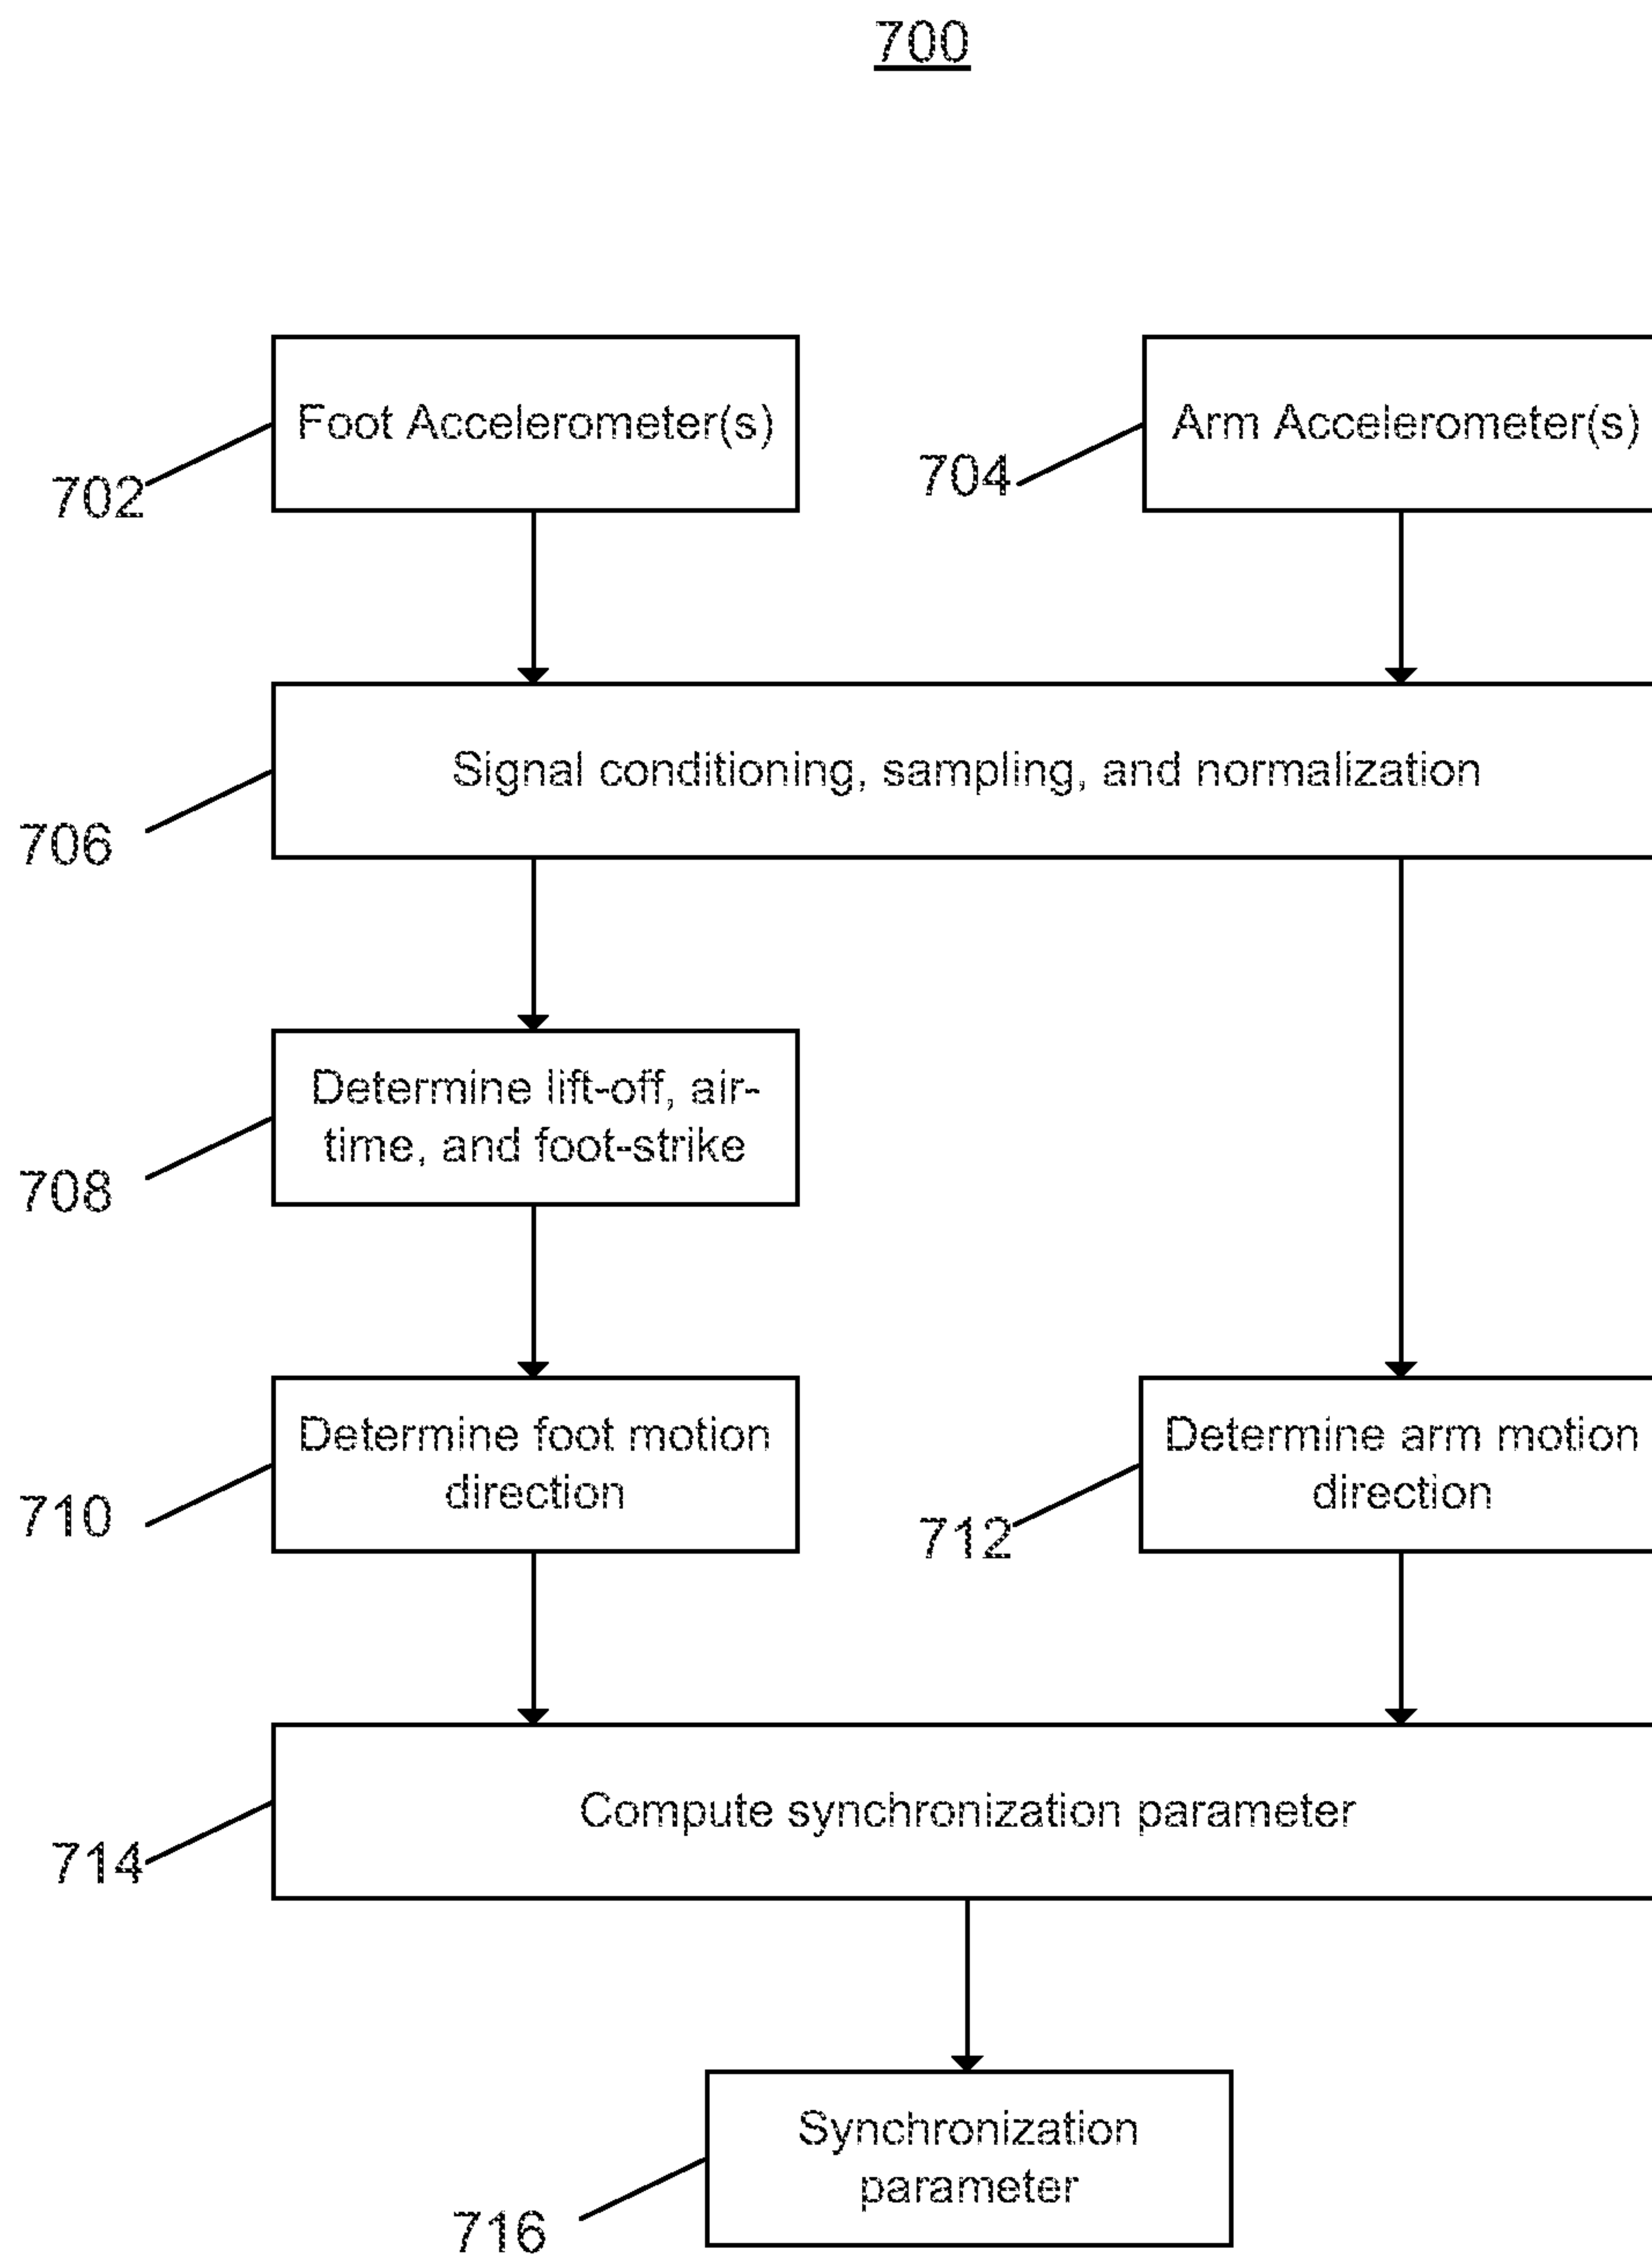 700
Foot Accelerometer(s)
Arm Accelerometer(s)
702
704
Signal conditioning, sampling, and normalization
706
Determine lift-off, air-
time, and foot-strike
708
Determine foot motion
direction
Determine arm motion
direction
710
712
Compute synchronization parameter
714
Synchronization
parameter
716